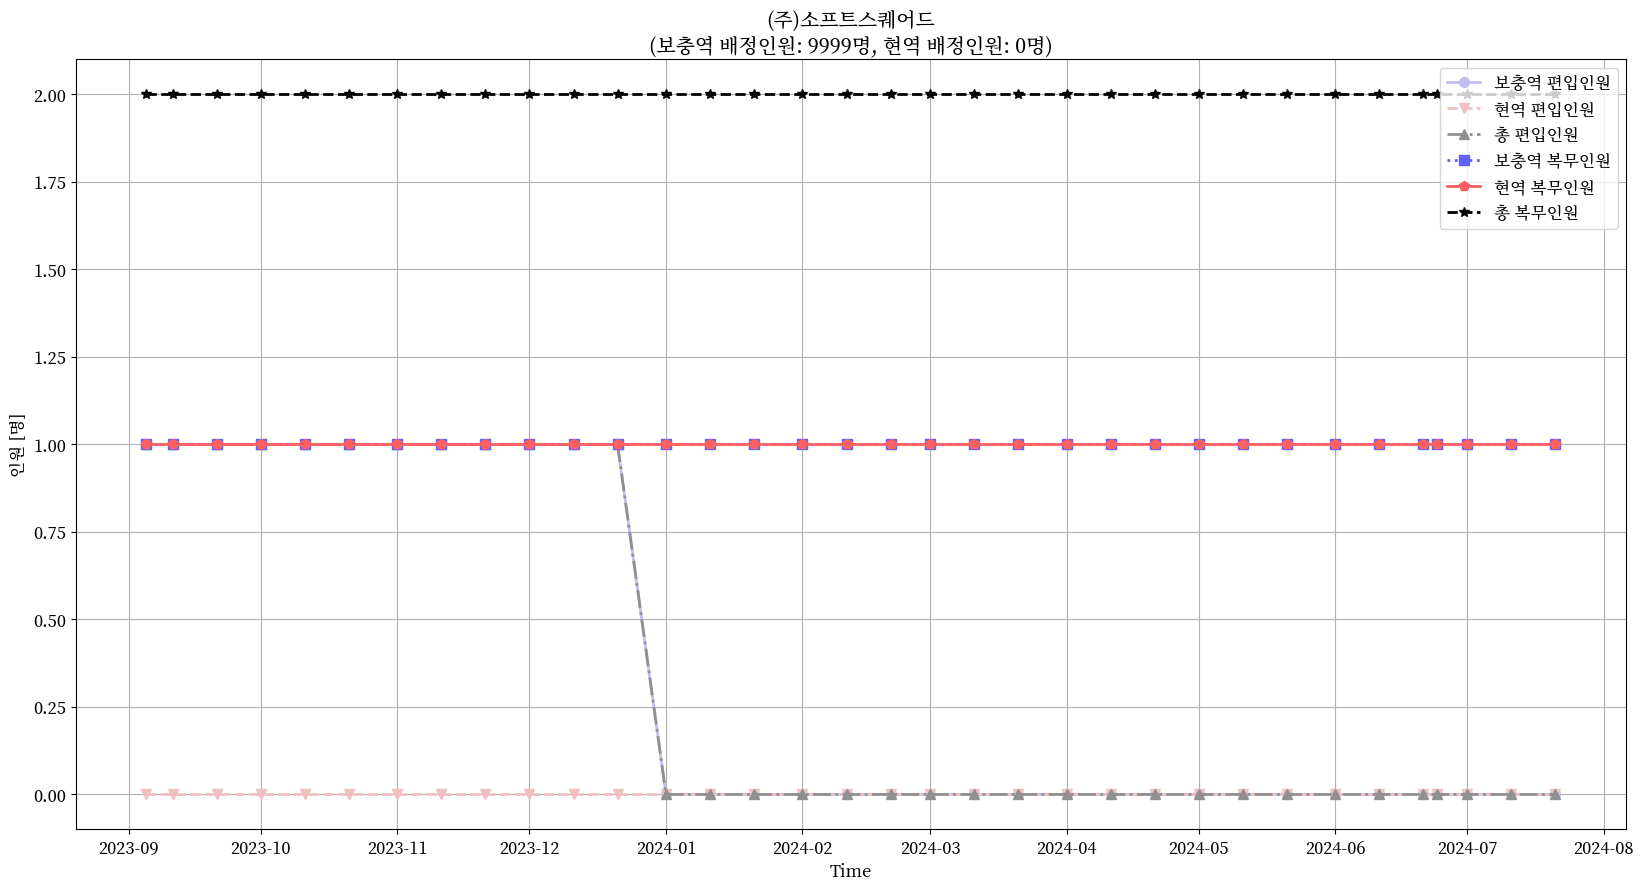 (주)소프트스퀘어드
(보충역 배정인원: 9999명, 현역 배정인원: 0명)
보충역 편입인원
현역 편입인원
총 편입인원
보충역 복무인원
현역 복무인원
총 복무인원
인원 [명]
2.00
1.75
1.50
1.25
1.00
0.75
0.50
0.25
0.00
2023-09 2023-10 2023-11 2023-12 2024-01 2024-02 2024-03 2024-04 2024-05 2024-06 2024-07 2024-08
Time